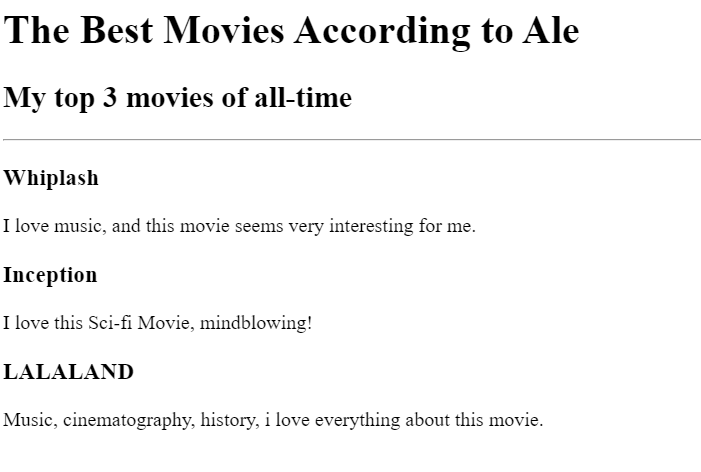 The Best Movies According to Ale
My top 3 movies of all-time
Whiplash
I love music, and this movie seems very interesting for me.
Inception
I love this Sci-fi Movie, mindblowing!
LALALAND
Music, cinematography, history, i love everything about this movie.